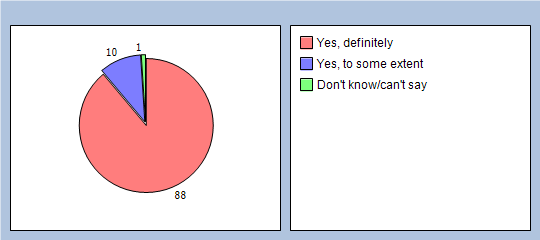 10
1
88
Yes, definitely
Yes, to some extent
Don't know/can't say